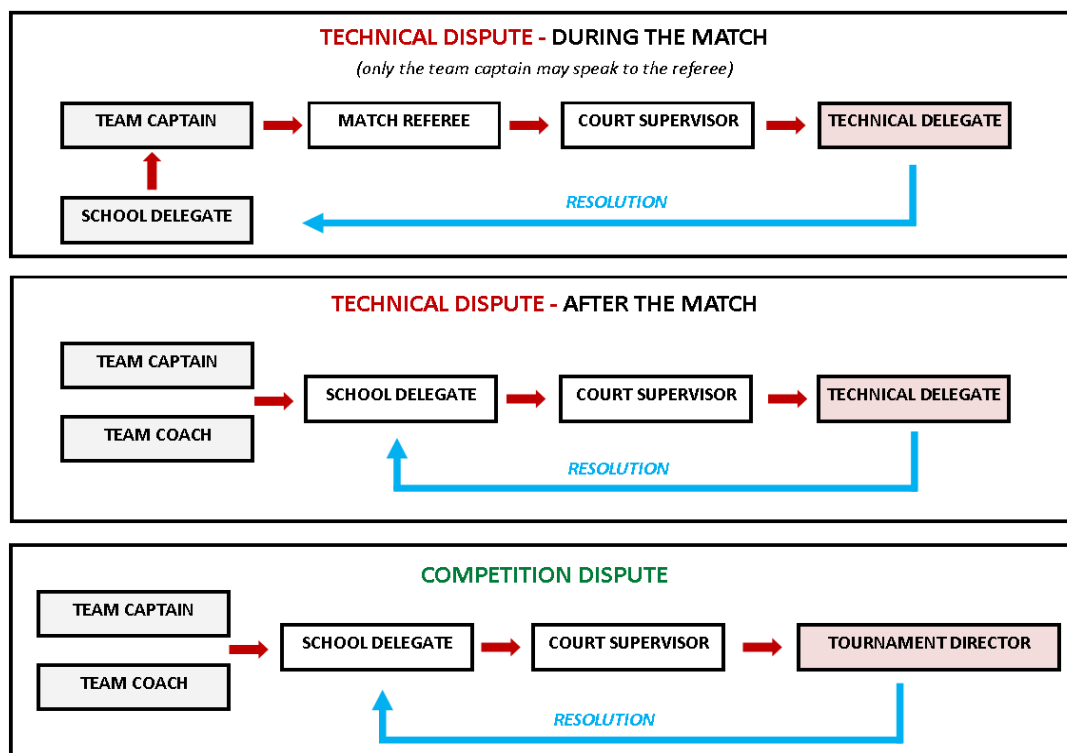 TECHNICAL DISPUTE - DURING THE MATCH
(only the team captain may speak to the referee)
TEAM CAPTAIN
MATCH REFEREE
COURT SUPERVISOR
TECHNICAL DELEGATE
SCHOOL DELEGATE
RESOLUTION
TECHNICAL DISPUTE - AFTER THE MATCH
TEAM CAPTAIN
SCHOOL DELEGATE
COURT SUPERVISOR
TECHNICAL DELEGATE
TEAM COACH
RESOLUTION
COMPETITION DISPUTE
TEAM CAPTAIN
SCHOOL DELEGATE
COURT SUPERVISOR
TOURNAMENT DIRECTOR
TEAM COACH
RESOLUTION